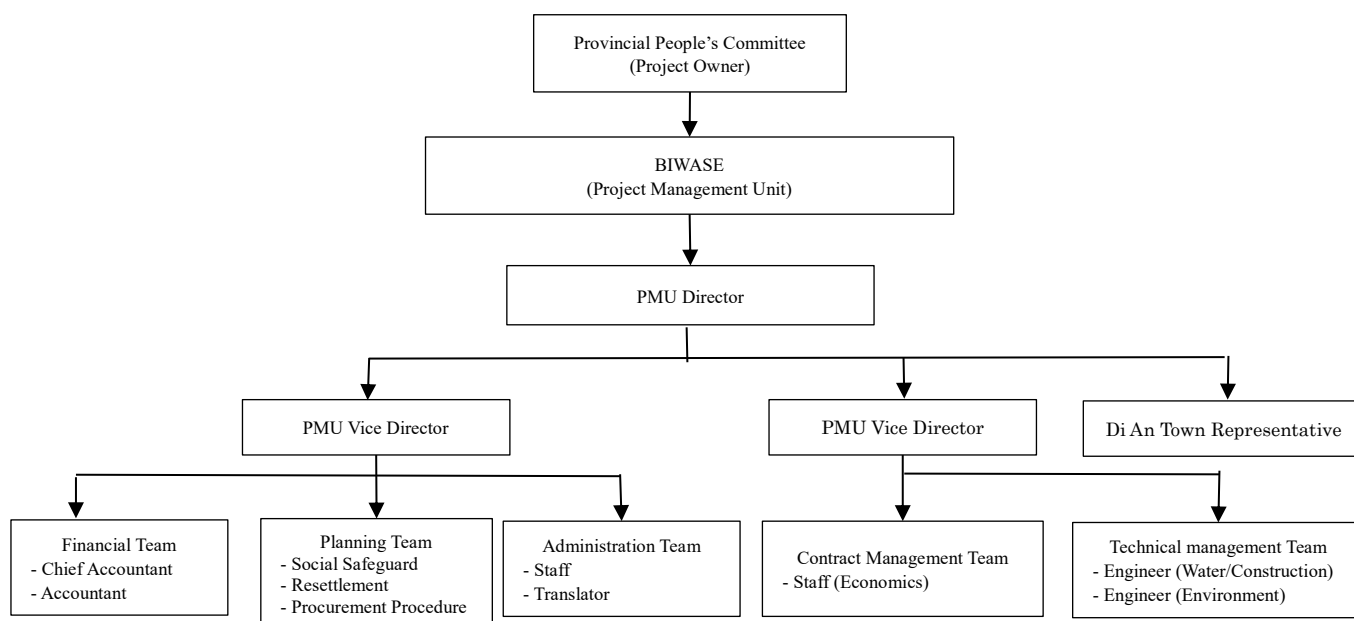 Provincial People’s Committee
(Project Owner)
BIWASE
(Project Management Unit)
PMU Director
PMU Vice Director
PMU Vice Director
Di An Town Representative
Financial Team
- Chief Accountant
- Accountant
Planning Team
- Social Safeguard
- Resettlement
- Procurement Procedure
Administration Team
- Staff
- Translator
Contract Management Team
- Staff (Economics)
Technical management Team
- Engineer (Water/Construction)
- Engineer (Environment)